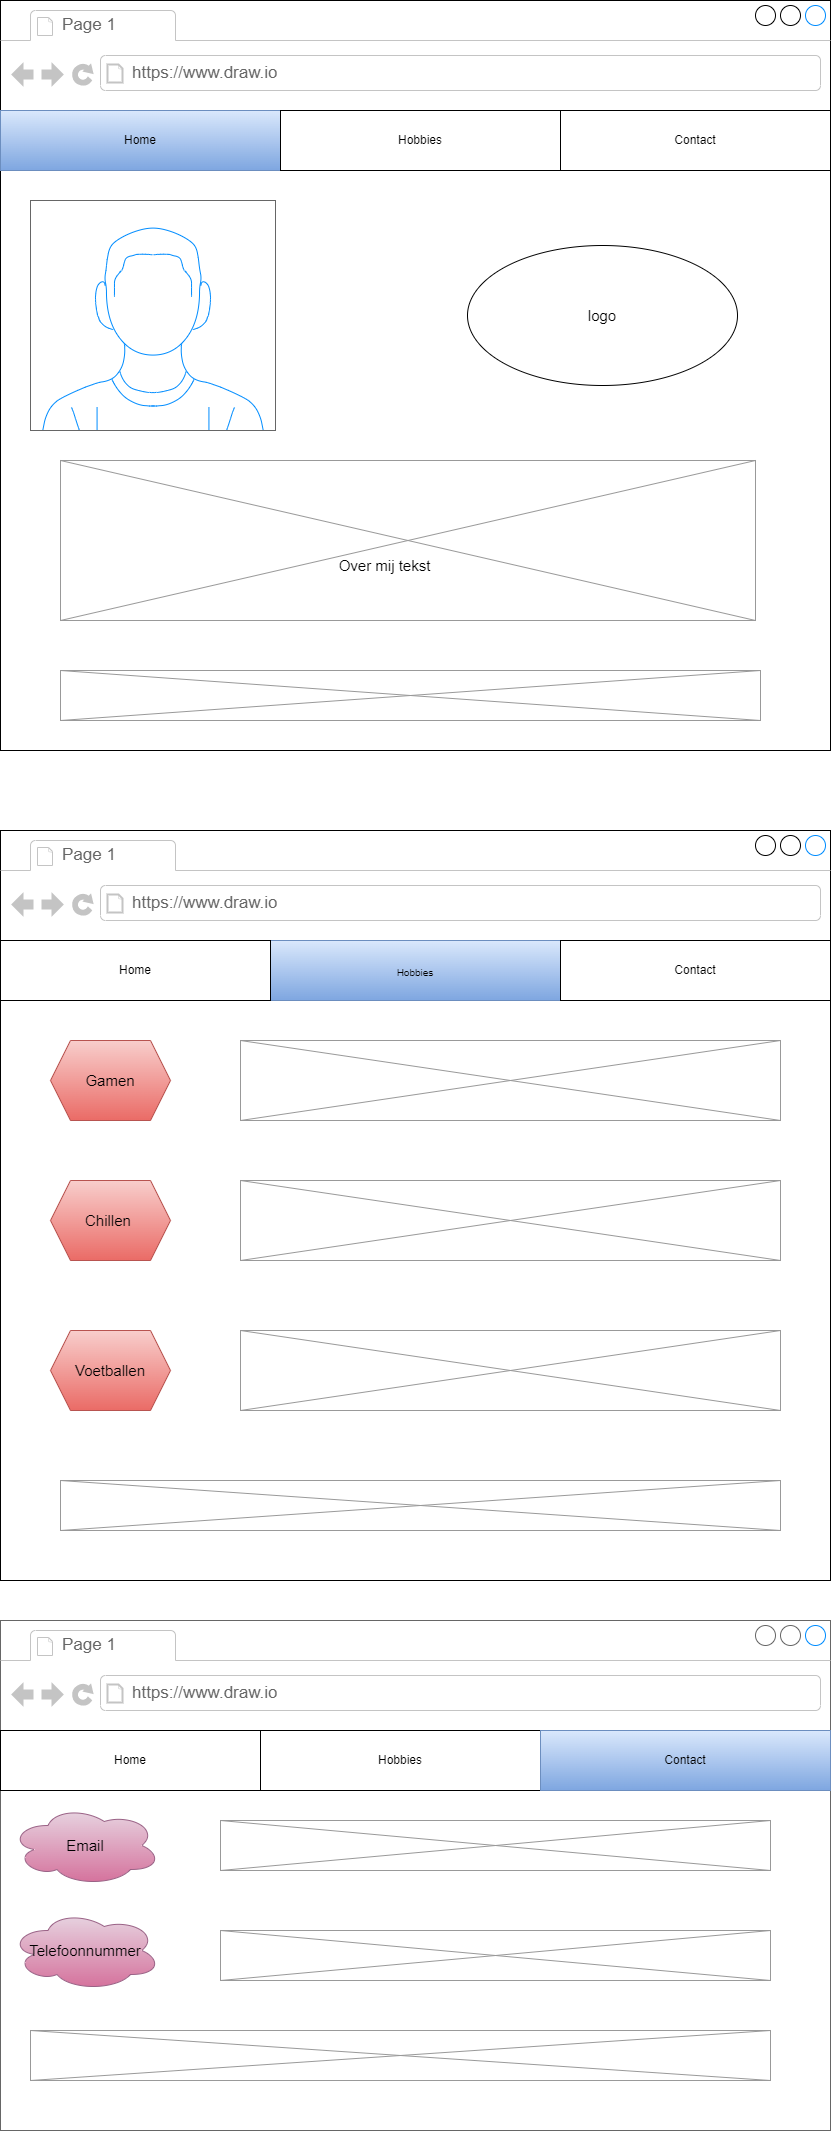 Page 1
https://www.draw.io
Home
Hobbies
Contact
logo
Over mij tekst
Page 1
https://www.draw.io
Home
Hobbies
Contact
Gamen
Chillen
Voetballen
Page 1
https://www.draw.io
Home
Hobbies
Contact
Email
Telefoonnummer